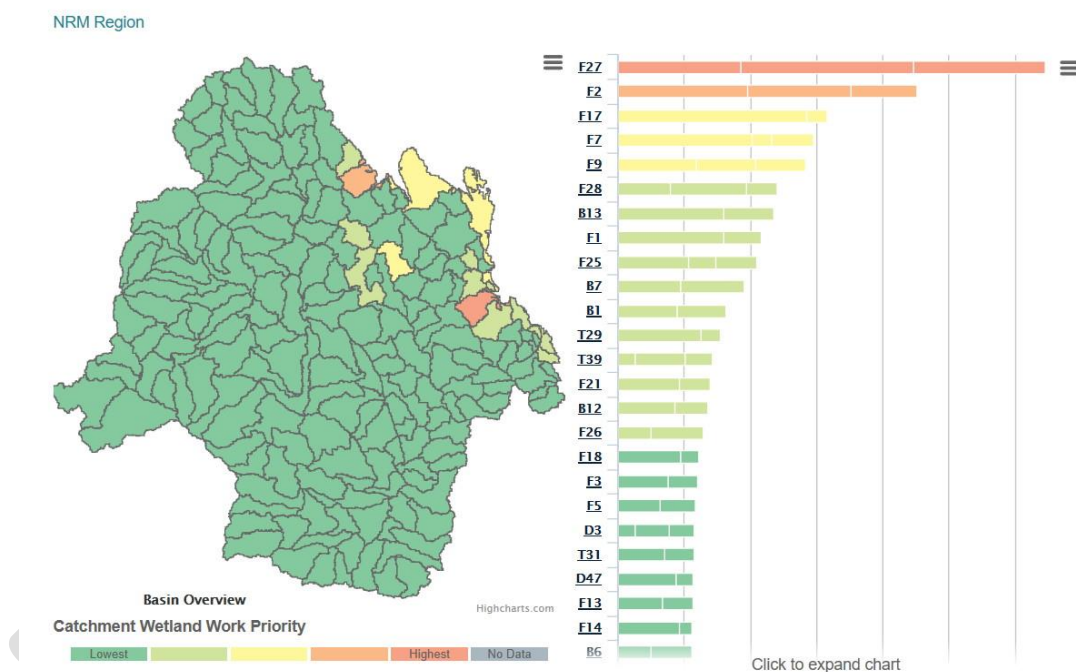 NRM Region
F27
F2
F17
F7
F9
F28
B13
F1
F25
B7
B1
T29
T39
F21
B12
F26
F18
F3
F5
D3
T31
D47
F13
F14
B6
Basin Overview
Highcharts.com
Catchment Wetland Work Priority
Lowest Highest No Data
Click to expand chart